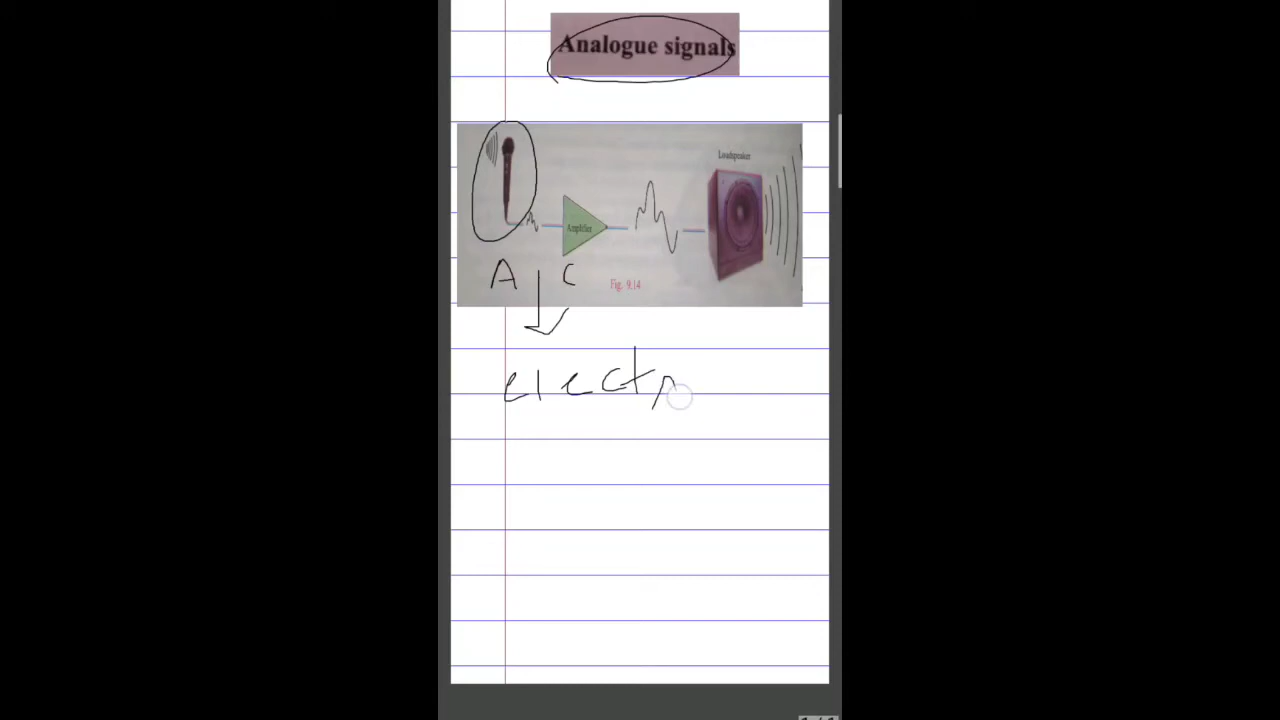 Analogue signals
Loudspeaker
Amplifier
A C
Fig. 9.14
electr